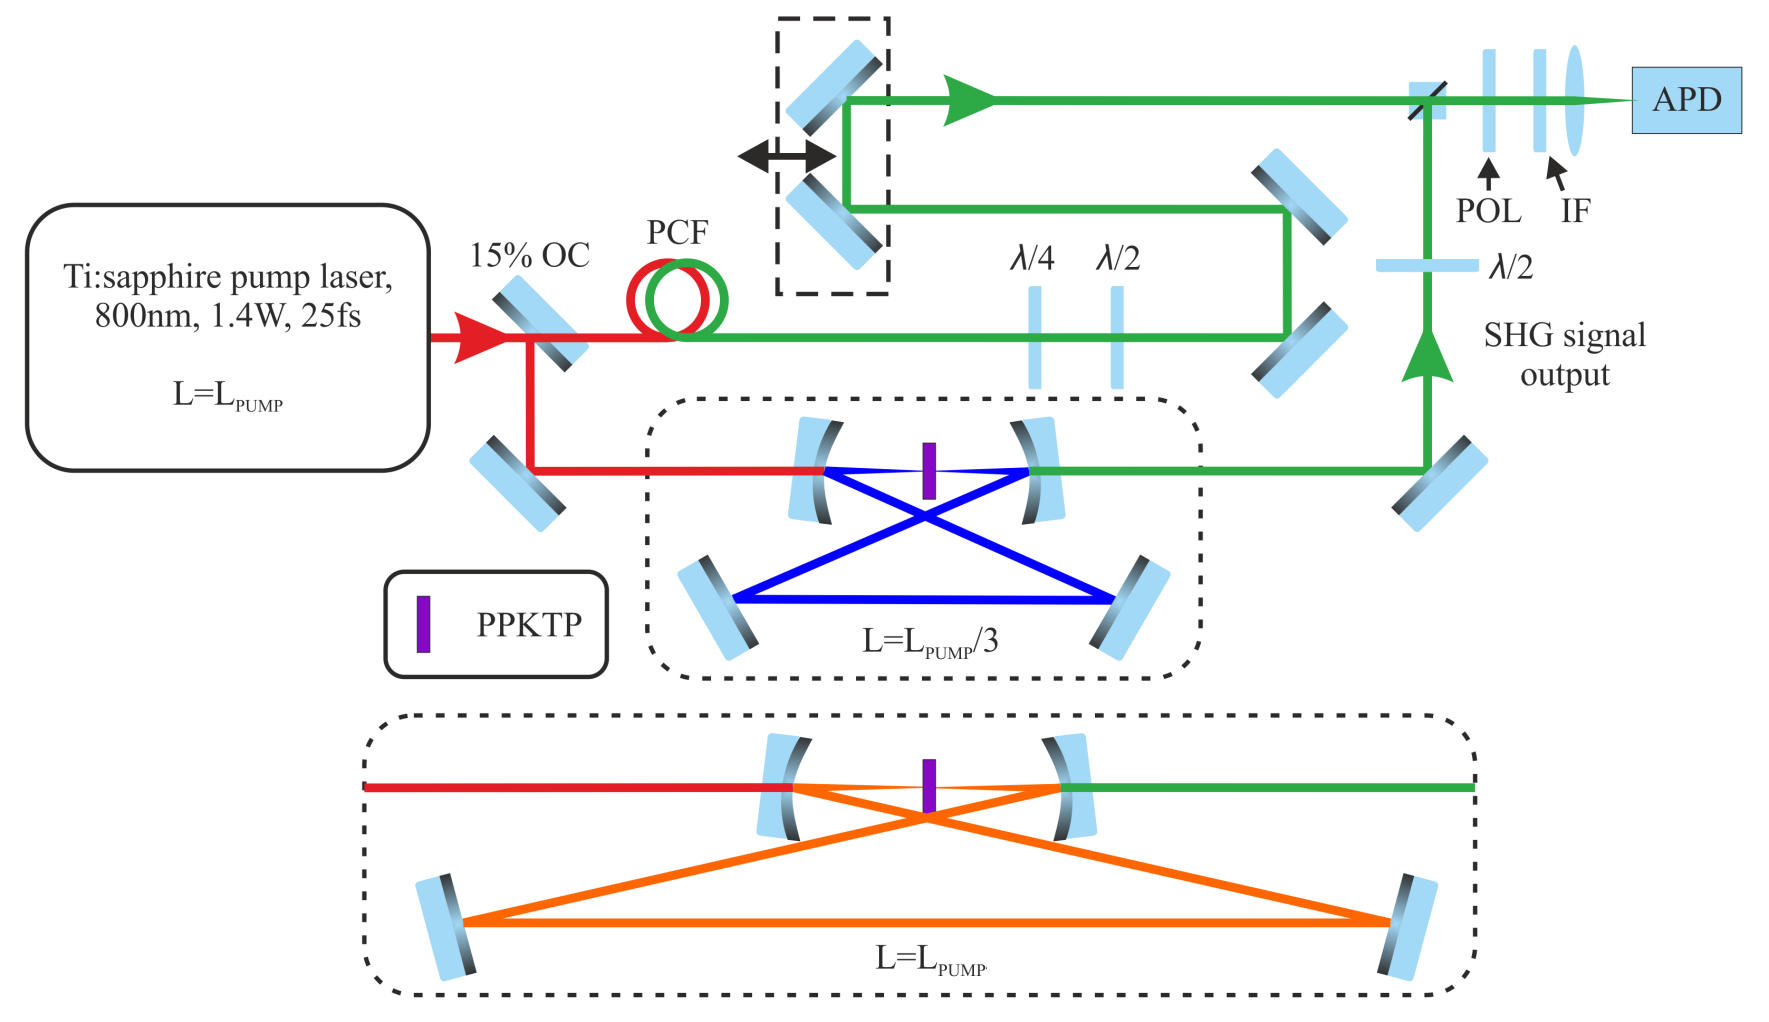 APD
POL
IF
PCF
15% OC
λ/4
λ/2
λ/2
Ti:sapphire pump laser,
800nm, 1.4W, 25fs
L=LPUMP
SHG signal
output
PPKTP
L=LPUMP/3
L=LPUMP